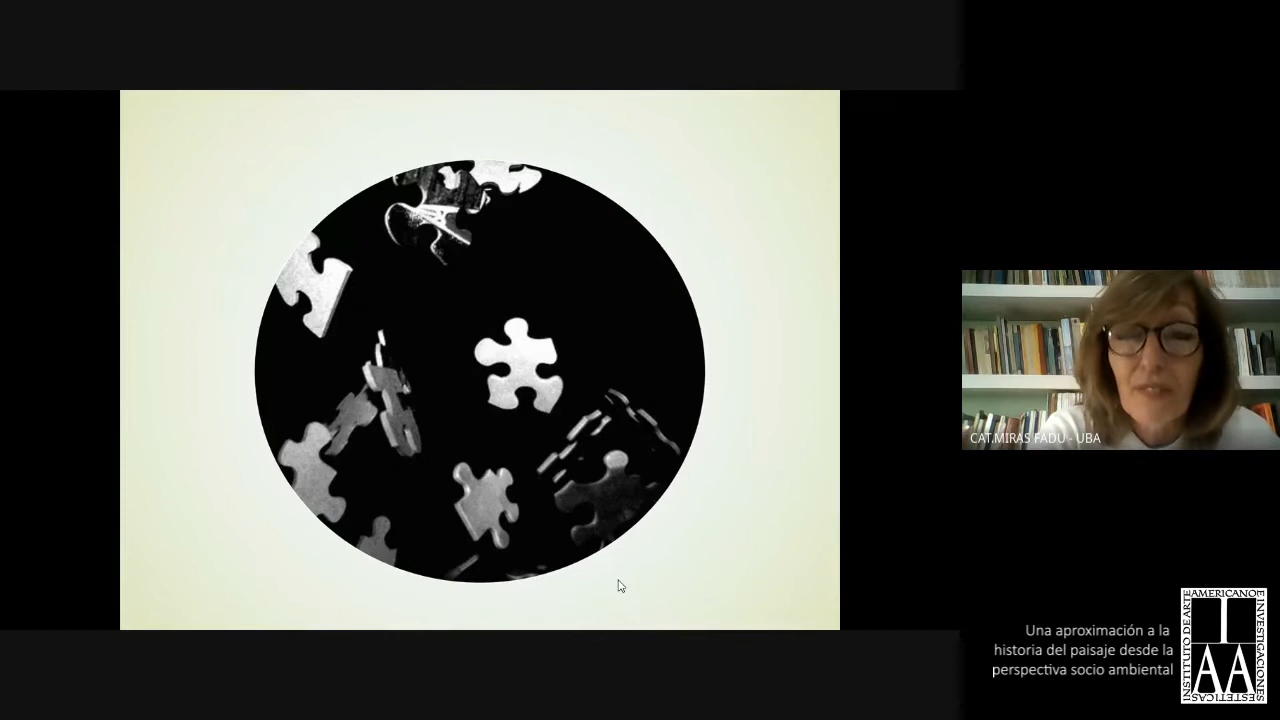 CAT.MIRAS FADU - UBA
Una aproximación a la
historia del paisaje desde la
perspectiva socio ambiental
INSTITUTO DE ARTE
AMERICANO
E INVESTIGACIONES
ESTETICAS
IAA